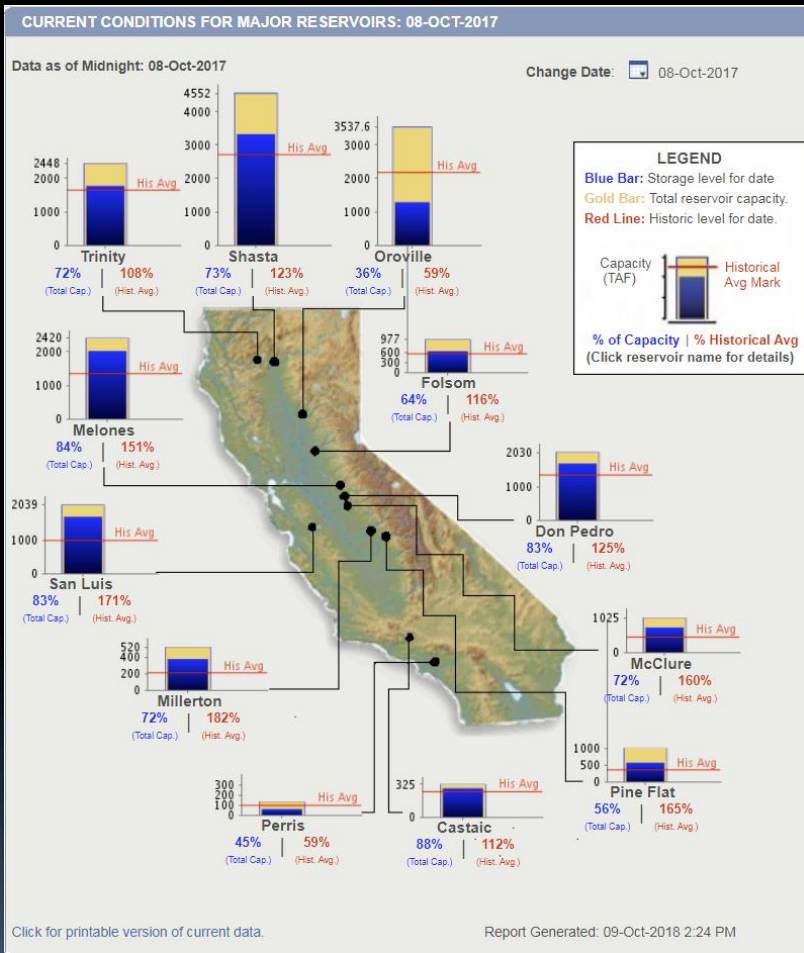 CURRENT CONDITIONS FOR MAJOR RESERVOIRS: 08-OCT-2017
Data as of Midnight: 08-Oct-2017
Change Date: 08-Oct-2017
2448
2000
1000
0
His Avg
Trinity
72% | 108%
(Total Cap.) (Hist. Avg.)
4552
4000
3000
2000
1000
0
His Avg
Shasta
73% | 123%
(Total Cap.) (Hist. Avg.)
3537.6
3000
2000
1000
0
His Avg
Oroville
36% | 59%
(Total Cap.) (Hist. Avg.)
LEGEND
Blue Bar: Storage level for date
Gold Bar: Total reservoir capacity.
Red Line: Historic level for date.
Capacity
(TAF)
Historical
Avg Mark
% of Capacity | % Historical Avg
(Click reservoir name for details)
2420
2000
1000
0
His Avg
Melones
84% | 151%
(Total Cap.) (Hist. Avg.)
977
600
300
0
His Avg
Folsom
64% | 116%
(Total Cap.) (Hist. Avg.)
2030
1000
0
His Avg
Don Pedro
83% | 125%
(Total Cap.) (Hist. Avg.)
2039
1000
0
His Avg
San Luis
83% | 171%
(Total Cap.) (Hist. Avg.)
1025
0
His Avg
McClure
72% | 160%
(Total Cap.) (Hist. Avg.)
520
400
200
0
His Avg
Millerton
72% | 182%
(Total Cap.) (Hist. Avg.)
1000
500
0
His Avg
Pine Flat
56% | 165%
(Total Cap.) (Hist. Avg.)
300
200
100
0
His Avg
Perris
45% | 59%
(Total Cap.) (Hist. Avg.)
325
0
His Avg
Castaic
88% | 112%
(Total Cap.) (Hist. Avg.)
Click for printable version of current data.
Report Generated: 09-Oct-2018 2:24 PM